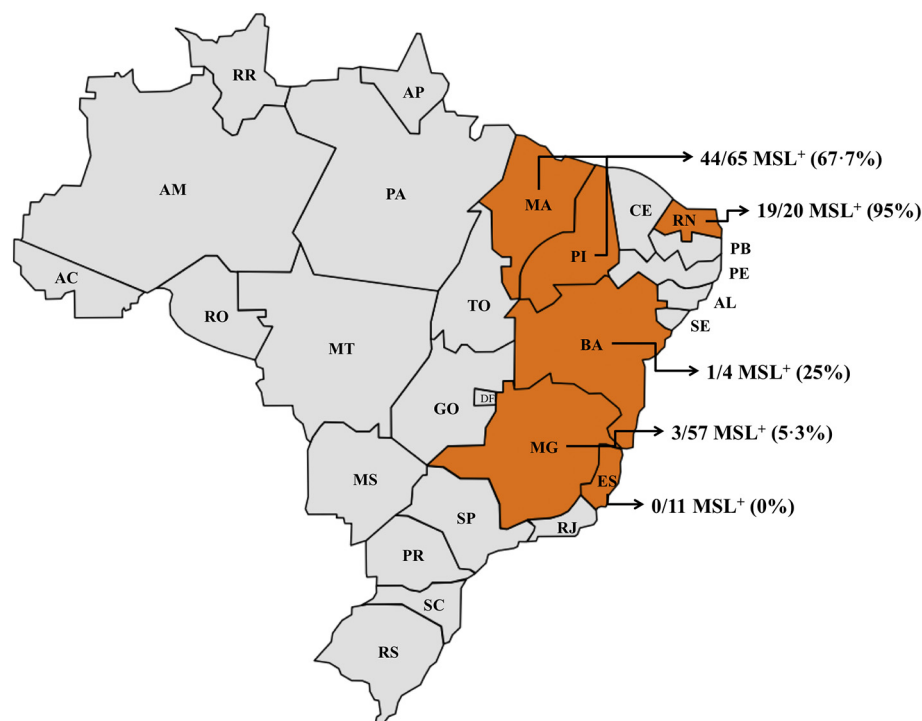 RR
AP
44/65 MSL⁺ (67·7%)
AM
PA
MA
CE
RN
19/20 MSL⁺ (95%)
PI
PB
AC
PE
RO
TO
AL
MT
BA
SE
1/4 MSL⁺ (25%)
GO
DF
3/57 MSL⁺ (5·3%)
MG
MS
ES
0/11 MSL⁺ (0%)
SP
RJ
PR
SC
RS